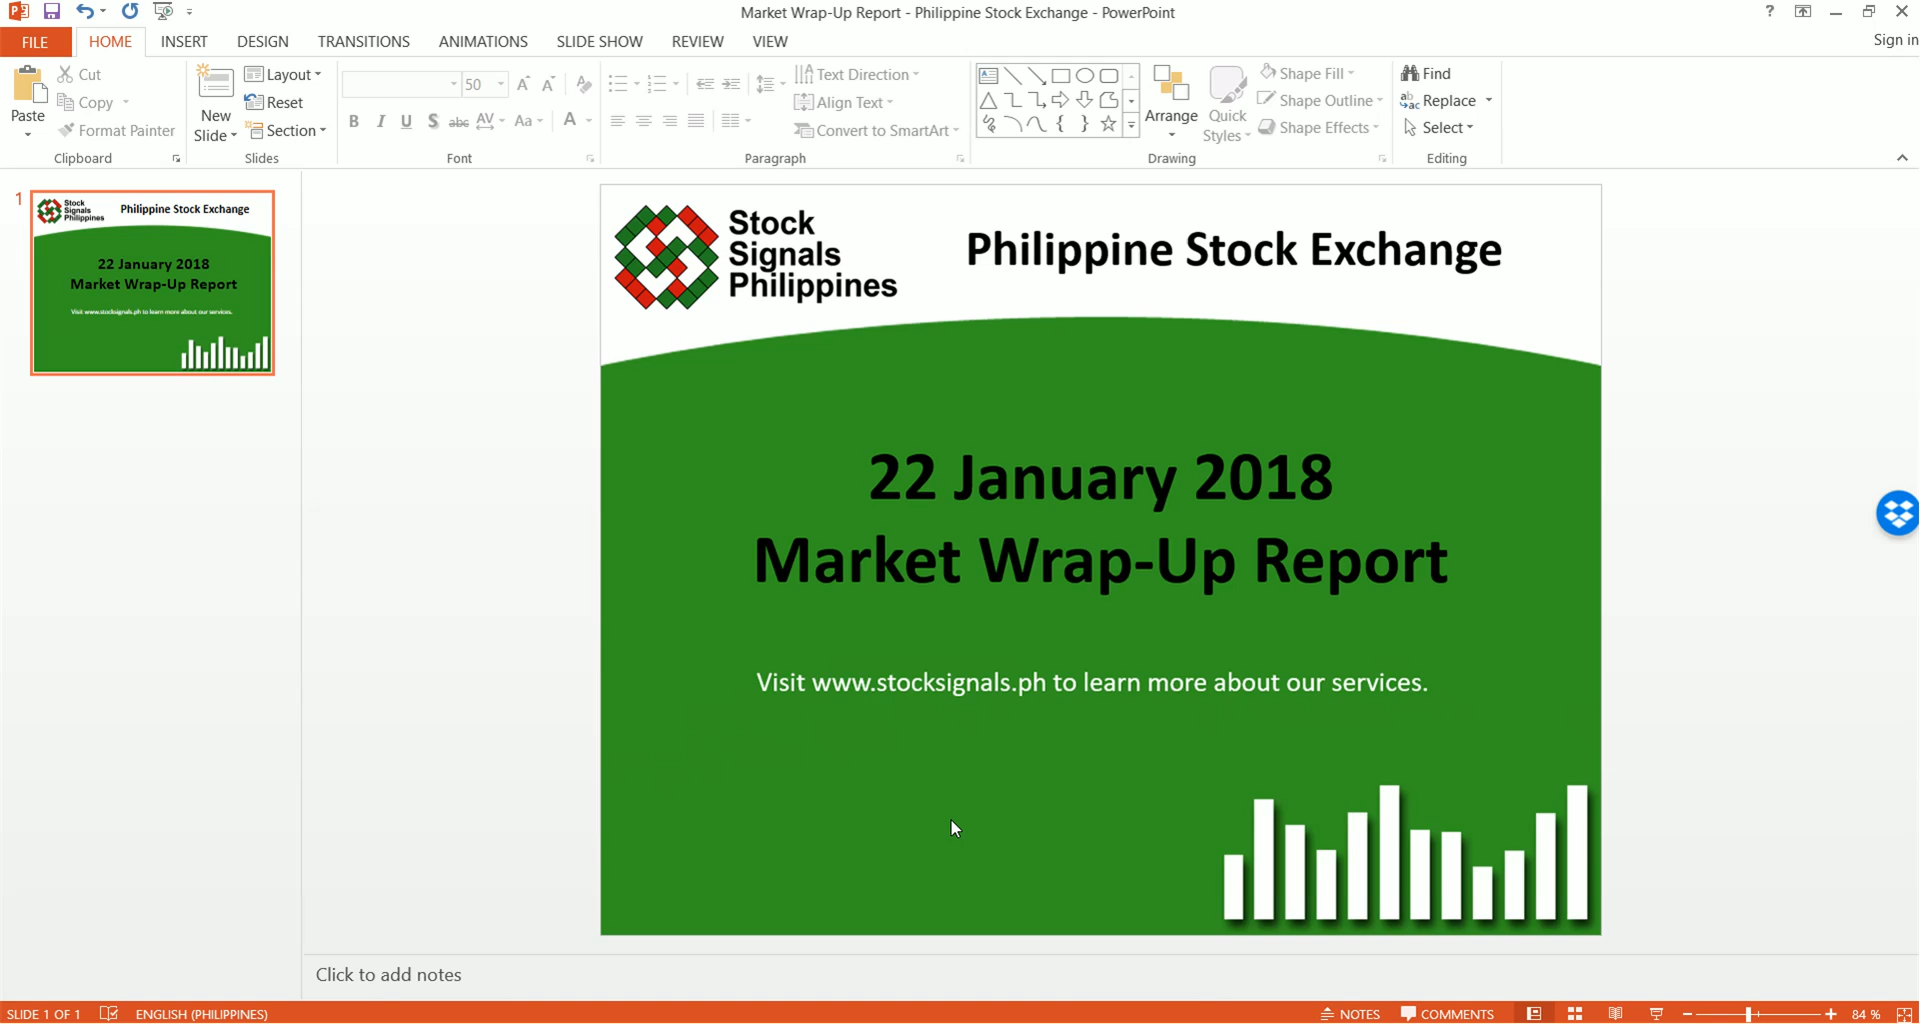 Market Wrap-Up Report - Philippine Stock Exchange - PowerPoint
?
FILE HOME INSERT DESIGN TRANSITIONS ANIMATIONS SLIDE SHOW REVIEW VIEW
Sign in
Paste
Cut
Copy
Format Painter
Clipboard
New
Slide
Layout
Reset
Section
Slides
50
B I U S abc AV Aa A
Font
Text Direction
Align Text
Convert to SmartArt
Paragraph
Arrange
Quick
Styles
Shape Fill
Shape Outline
Shape Effects
Drawing
Find
Replace
Select
Editing
1
Stock
Signals
Philippines
Philippine Stock Exchange
22 January 2018
Market Wrap-Up Report
Visit www.stocksignals.ph to learn more about our services.
Stock
Signals
Philippines
Philippine Stock Exchange
22 January 2018
Market Wrap-Up Report
Visit www.stocksignals.ph to learn more about our services.
Click to add notes
SLIDE 1 OF 1 ENGLISH (PHILIPPINES) NOTES COMMENTS 84 %